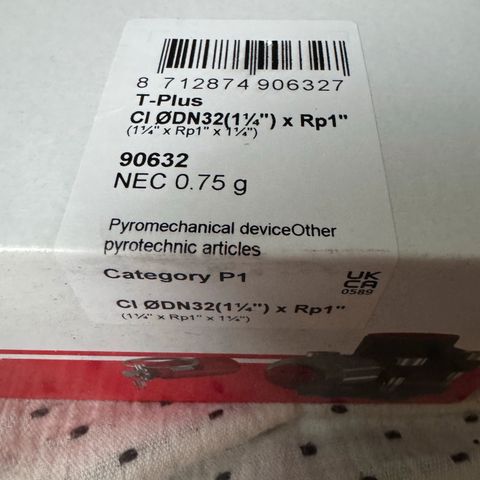 8 712874 906327
T-Plus
CI ØDN32(1¼") x Rp1"
(1¼" x Rp1" x 1¼")
90632
NEC 0.75 g
Pyromechanical deviceOther
pyrotechnic articles
Category P1
UK
CA
0589
CI ØDN32(1¼") x Rp1"
(1¼" x Rp1" x 1¼")